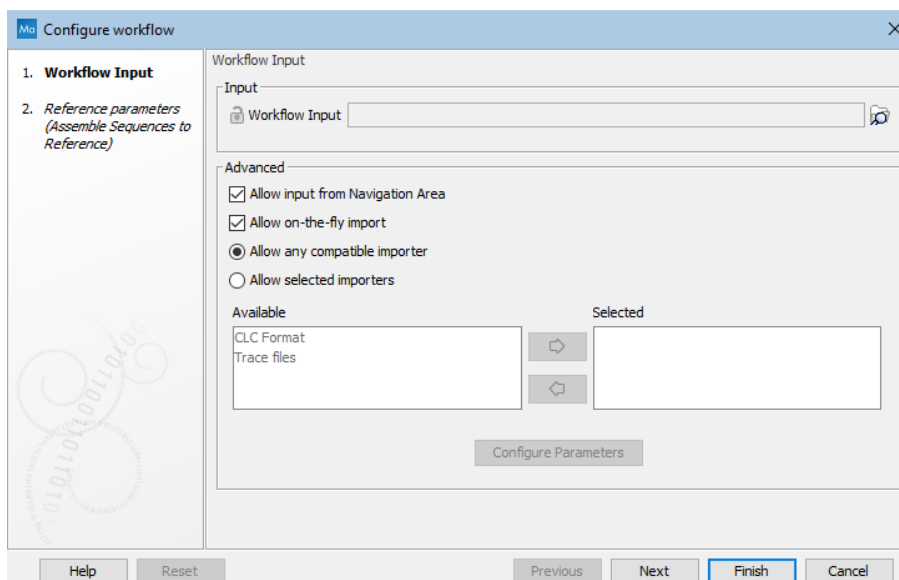 Ma Configure workflow
1. Workflow Input
2. Reference parameters
(Assemble Sequences to
Reference)
Workflow Input
Input
Workflow Input
Advanced
Allow input from Navigation Area
Allow on-the-fly import
Allow any compatible importer
Allow selected importers
Available Selected
CLC Format
Trace files
Configure Parameters
Help Reset Previous Next Finish Cancel